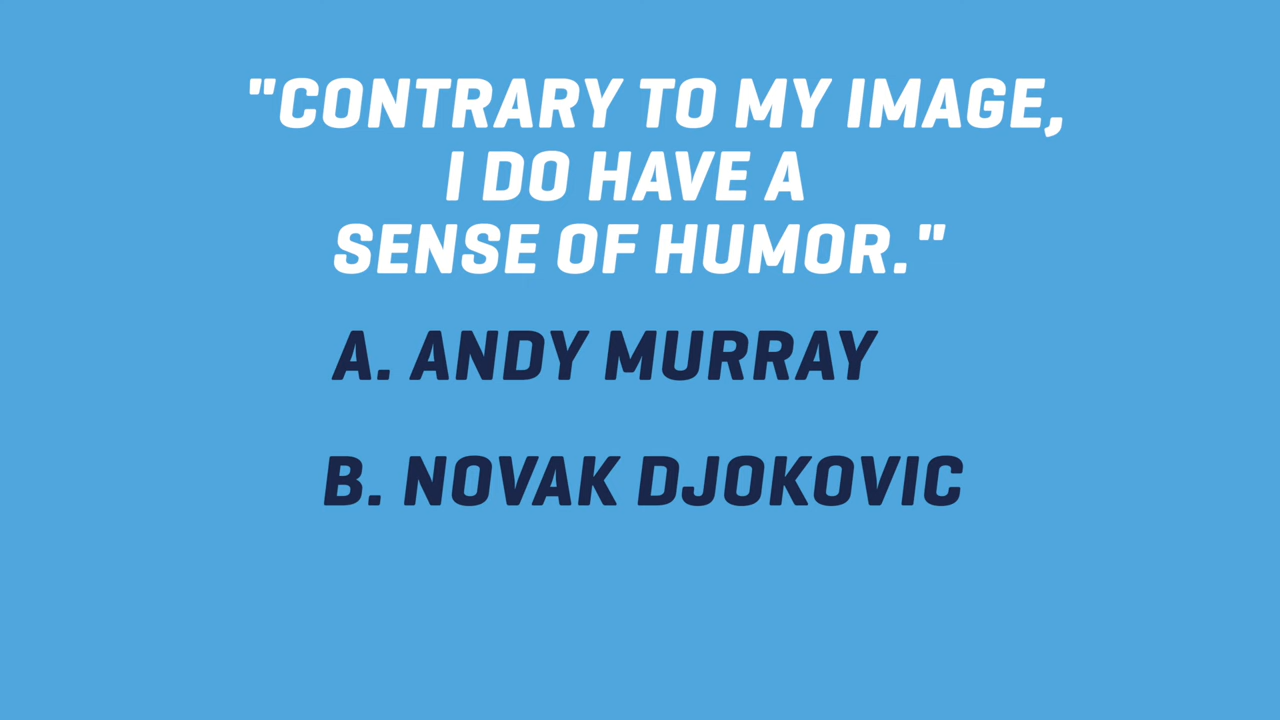 "CONTRARY TO MY IMAGE,
I DO HAVE A
SENSE OF HUMOR."
A. ANDY MURRAY
B. NOVAK DJOKOVIC